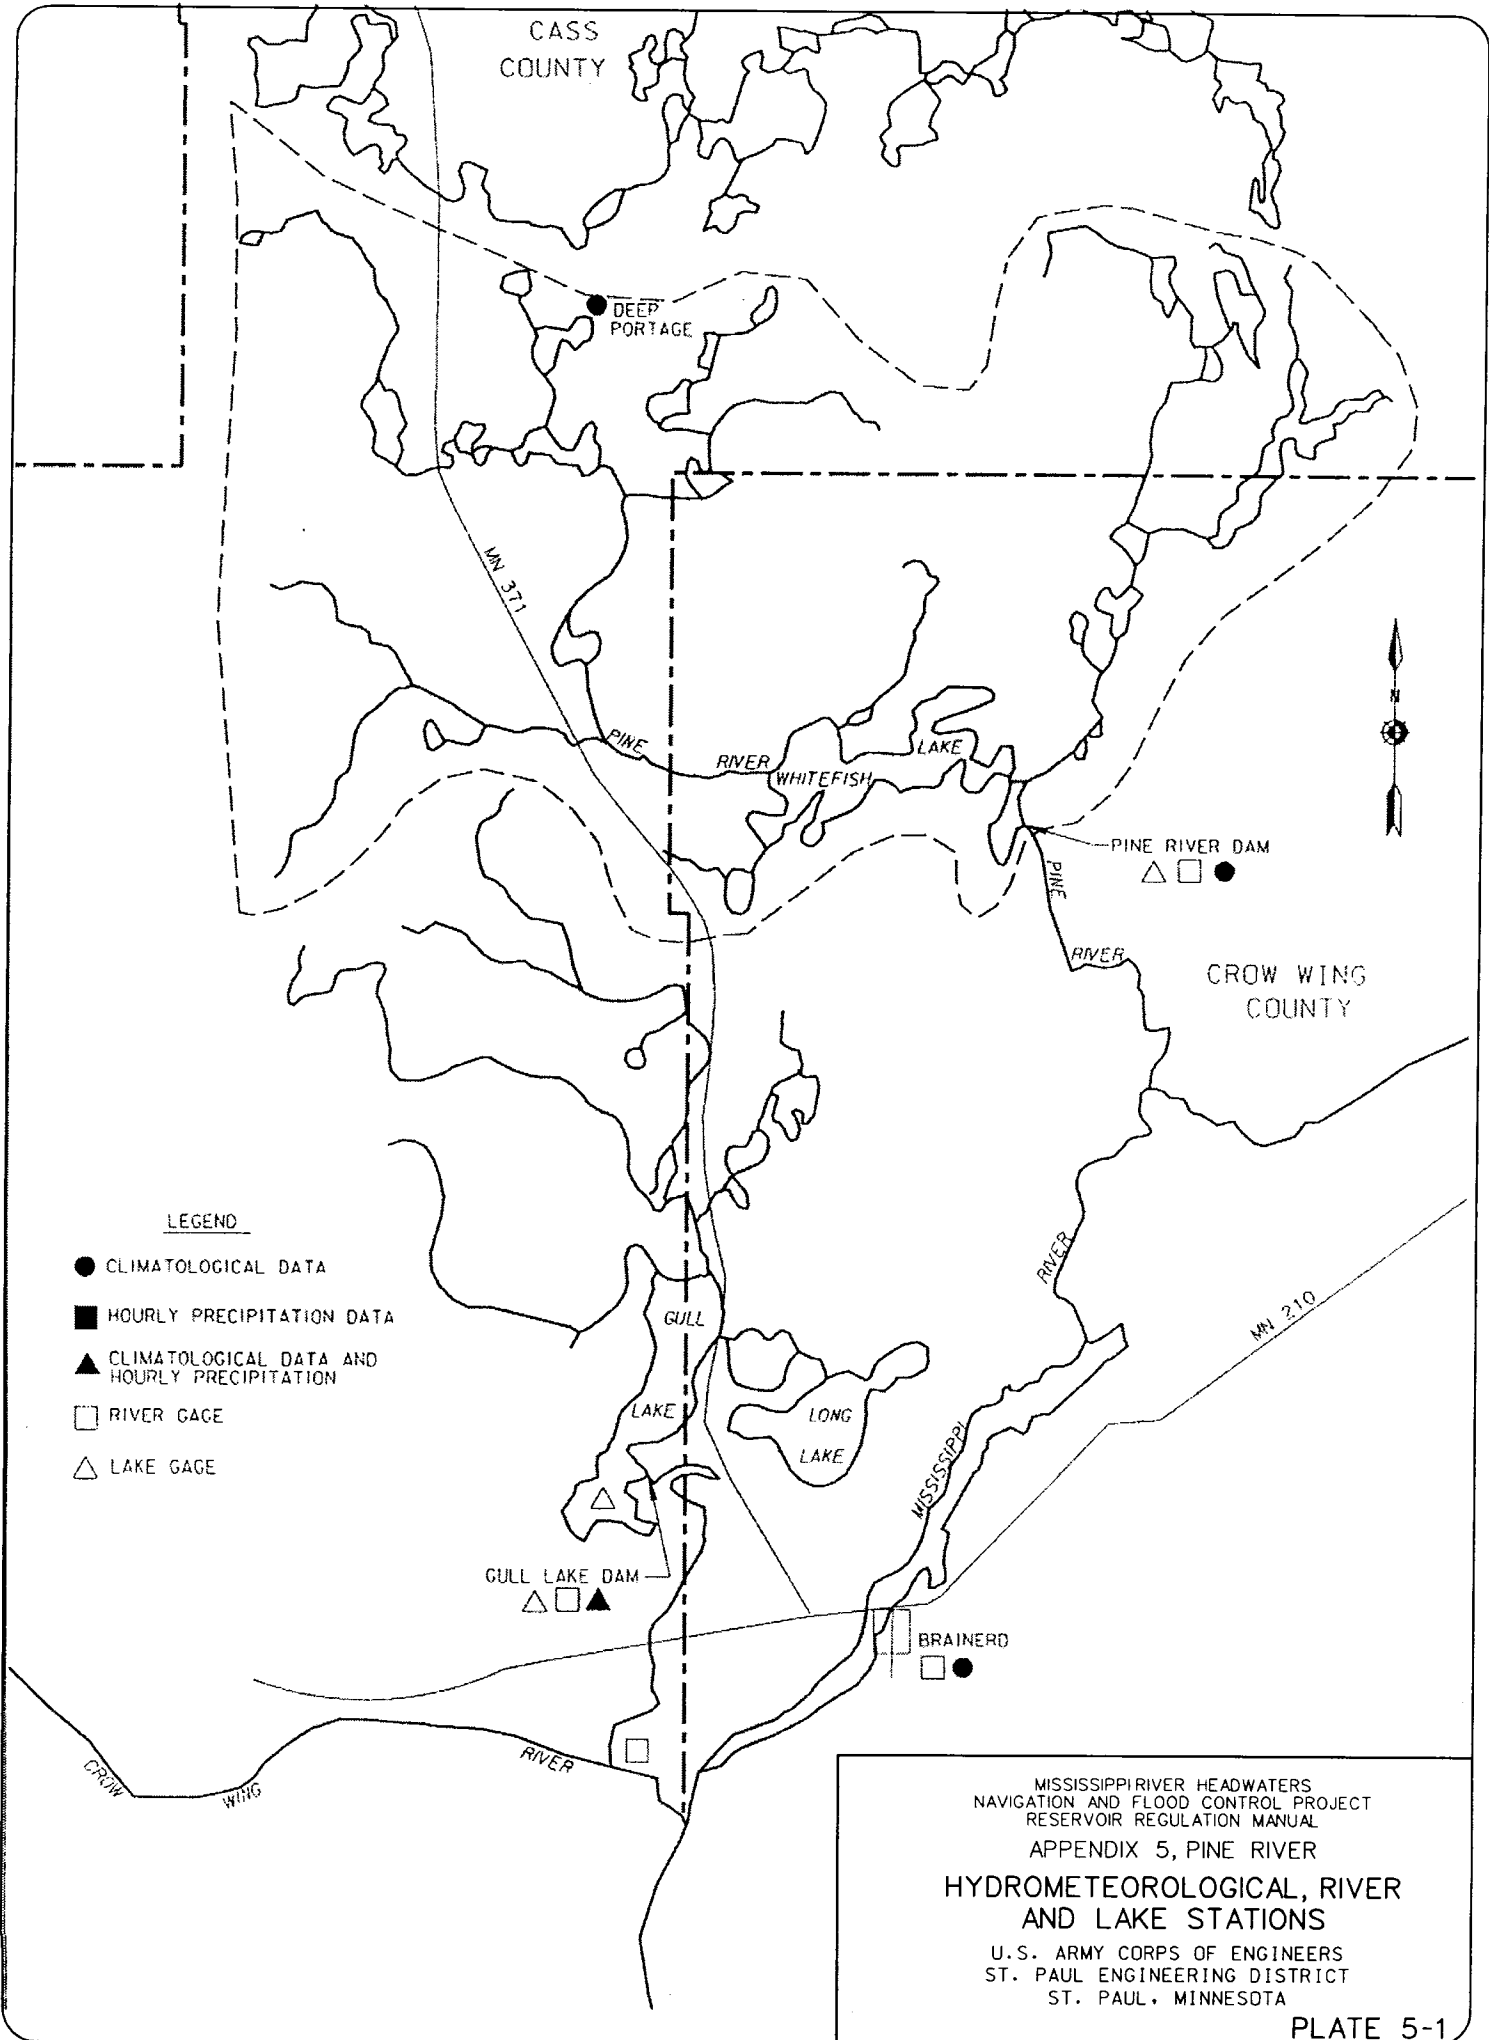 CASS
COUNTY
DEEP
PORTAGE
MN 371
N
PINE
RIVER
WHITEFISH
LAKE
PINE RIVER DAM
PINE
RIVER
CROW WING
COUNTY
LEGEND
CLIMATOLOGICAL DATA
HOURLY PRECIPITATION DATA
CLIMATOLOGICAL DATA AND
HOURLY PRECIPITATION
RIVER GAGE
LAKE GAGE
GULL
LAKE
LONG
LAKE
RIVER
MN 210
MISSISSIPPI
GULL LAKE DAM
BRAINERD
CROW
WING
RIVER
MISSISSIPPI RIVER HEADWATERS
NAVIGATION AND FLOOD CONTROL PROJECT
RESERVOIR REGULATION MANUAL
APPENDIX 5, PINE RIVER
HYDROMETEOROLOGICAL, RIVER
AND LAKE STATIONS
U.S. ARMY CORPS OF ENGINEERS
ST. PAUL ENGINEERING DISTRICT
ST. PAUL, MINNESOTA
PLATE 5-1